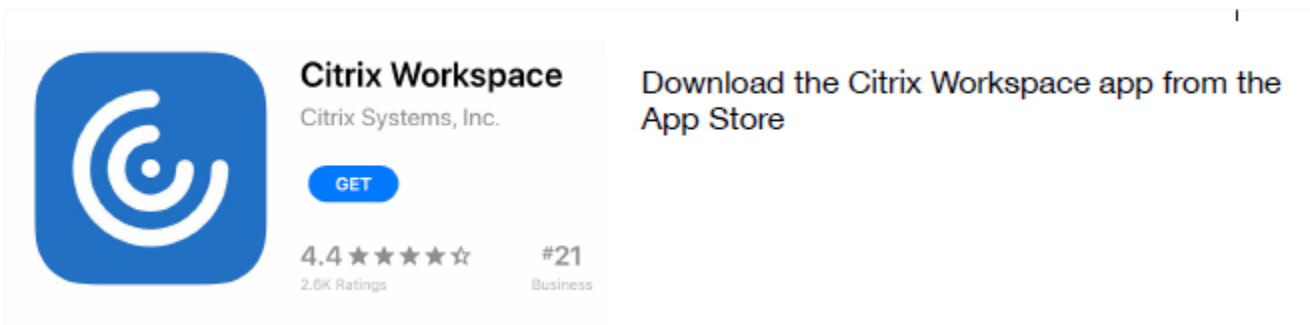 Citrix Workspace
Citrix Systems, Inc.
GET
4.4 ★★★★☆
2.6K Ratings
#21
Business
Download the Citrix Workspace app from the
App Store